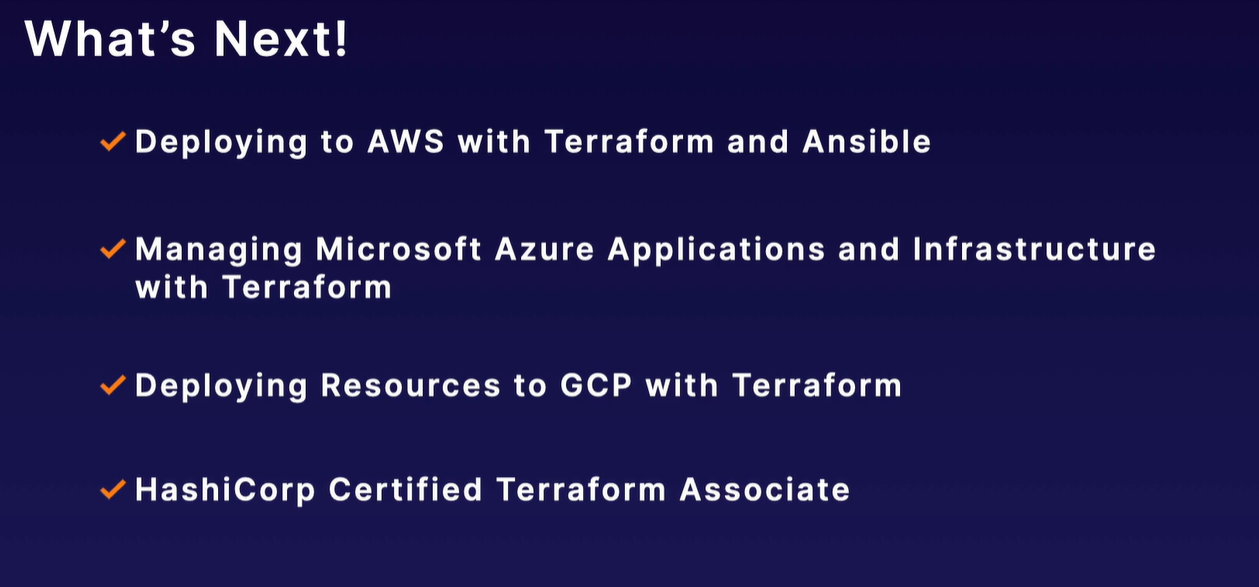 What’s Next!
Deploying to AWS with Terraform and Ansible
Managing Microsoft Azure Applications and Infrastructure
with Terraform
Deploying Resources to GCP with Terraform
HashiCorp Certified Terraform Associate